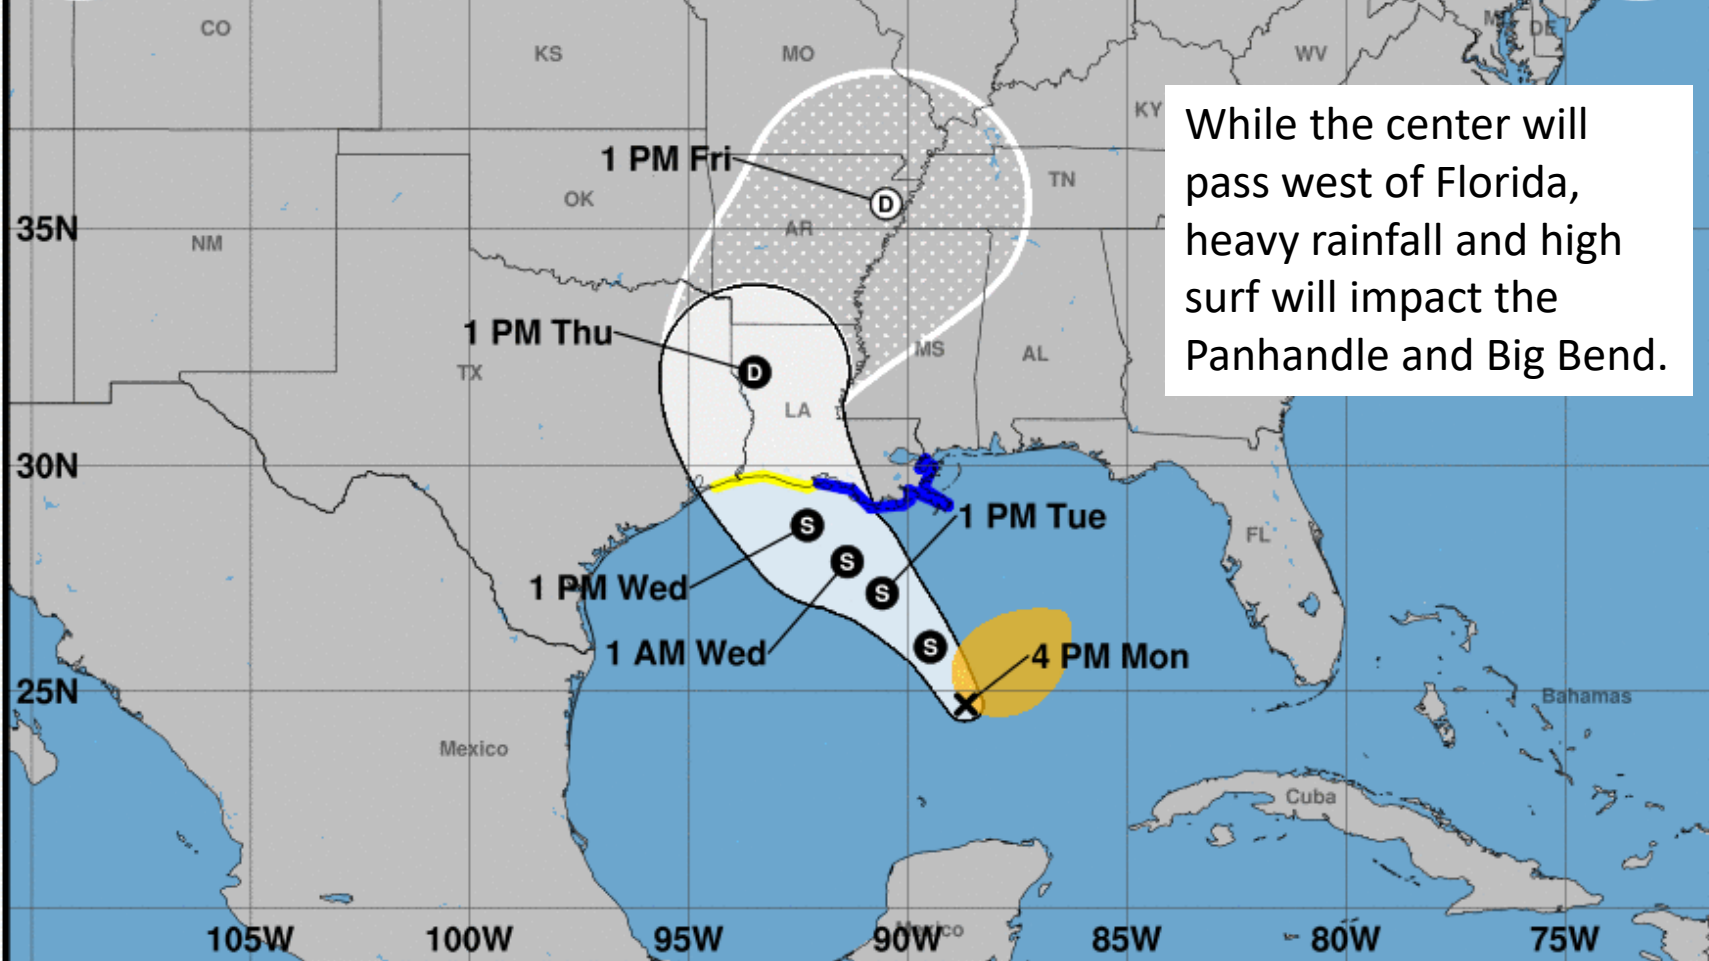 CO
KS
MO
WV
DE
KY
While the center will
pass west of Florida,
heavy rainfall and high
surf will impact the
Panhandle and Big Bend.
1 PM Fri
D
TN
OK
AR
35N
NM
1 PM Thu
D
TX
MS
AL
LA
30N
S
1 PM Tue
FL
S
1 PM Wed
S
1 AM Wed
S
4 PM Mon
25N
Bahamas
Mexico
Cuba
Mexico
105W
100W
95W
90W
85W
80W
75W